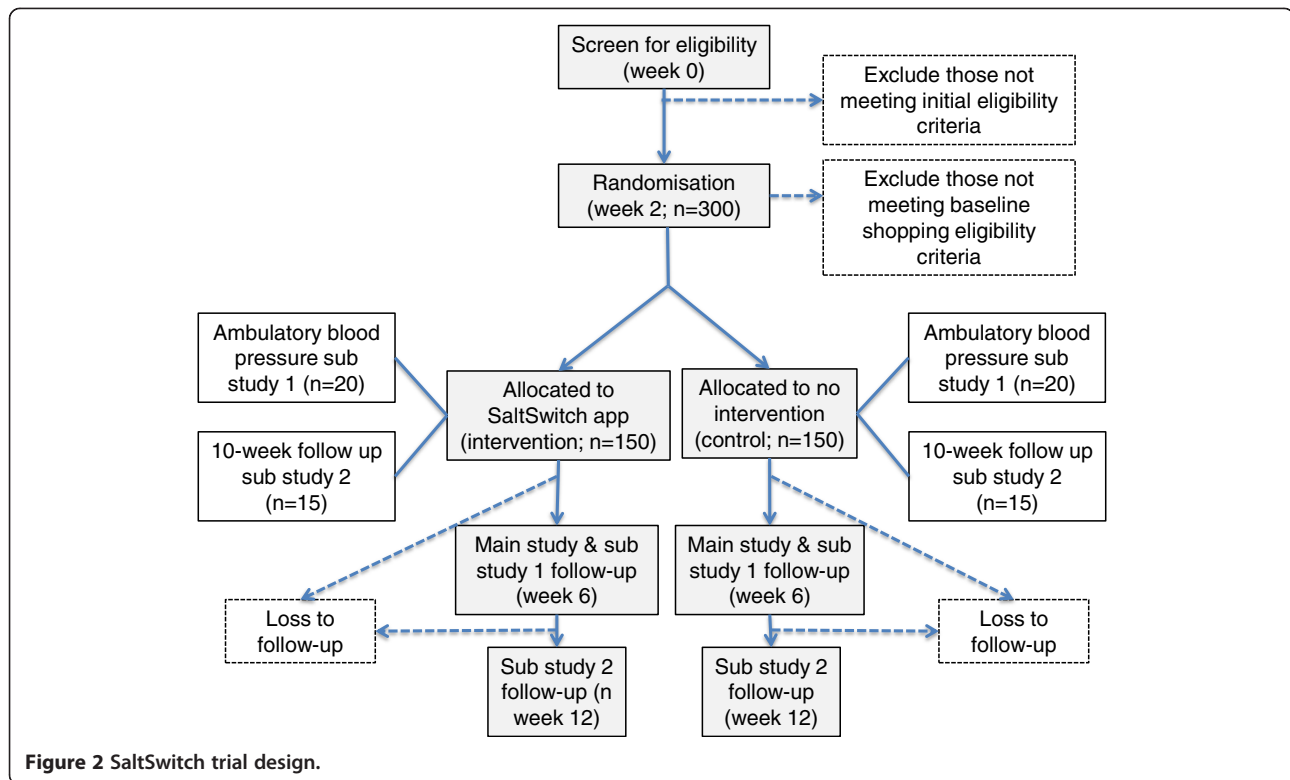 Screen for eligibility
(week 0)
Exclude those not
meeting initial eligibility
criteria
Randomisation
(week 2; n=300)
Exclude those not
meeting baseline
shopping eligibility
criteria
Ambulatory blood
pressure sub
study 1 (n=20)
10-week follow up
sub study 2
(n=15)
Allocated to
SaltSwitch app
(intervention; n=150)
Allocated to no
intervention
(control; n=150)
Ambulatory blood
pressure sub
study 1 (n=20)
10-week follow up
sub study 2
(n=15)
Main study & sub
study 1 follow-up
(week 6)
Main study & sub
study 1 follow-up
(week 6)
Loss to
follow-up
Loss to
follow-up
Sub study 2
follow-up (n
week 12)
Sub study 2
follow-up
(week 12)
Figure 2 SaltSwitch trial design.